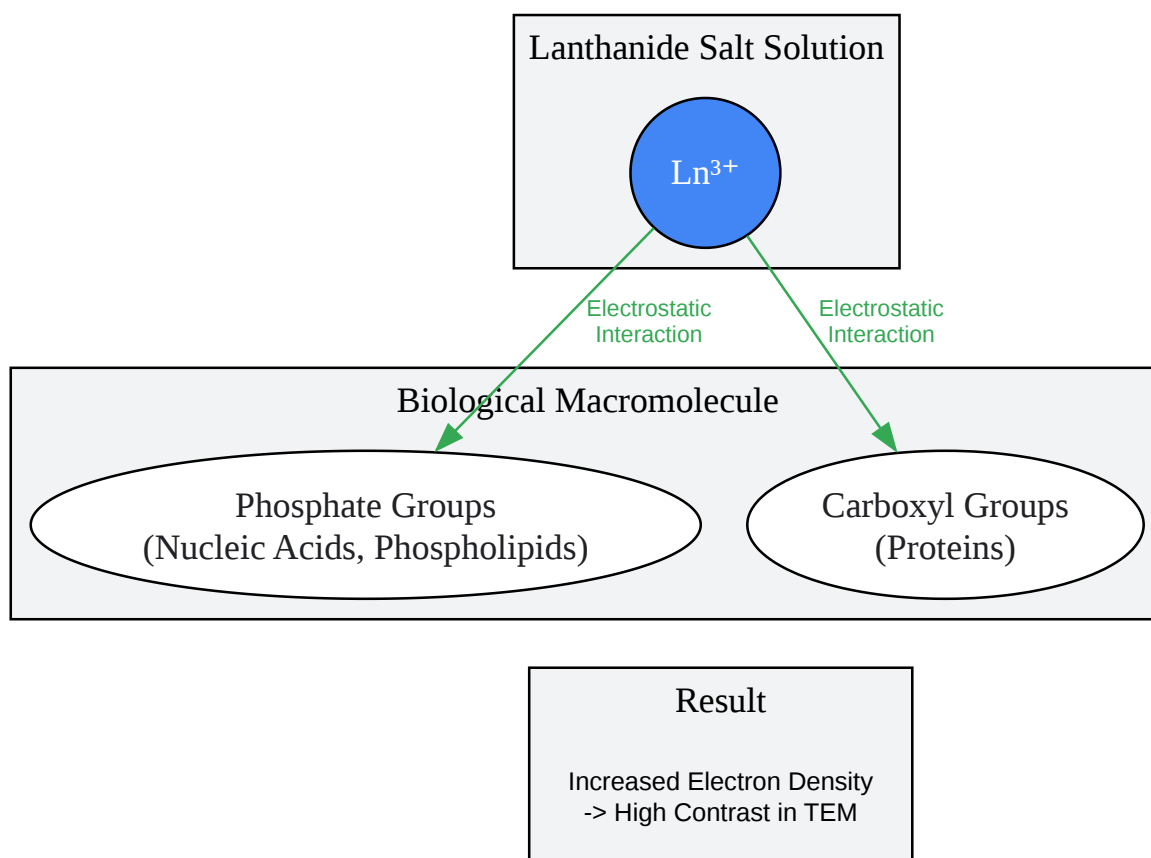 Lanthanide Salt Solution
Ln³⁺
Electrostatic
Interaction
Electrostatic
Interaction
Biological Macromolecule
Phosphate Groups
(Nucleic Acids, Phospholipids)
Carboxyl Groups
(Proteins)
Result
Increased Electron Density
-> High Contrast in TEM